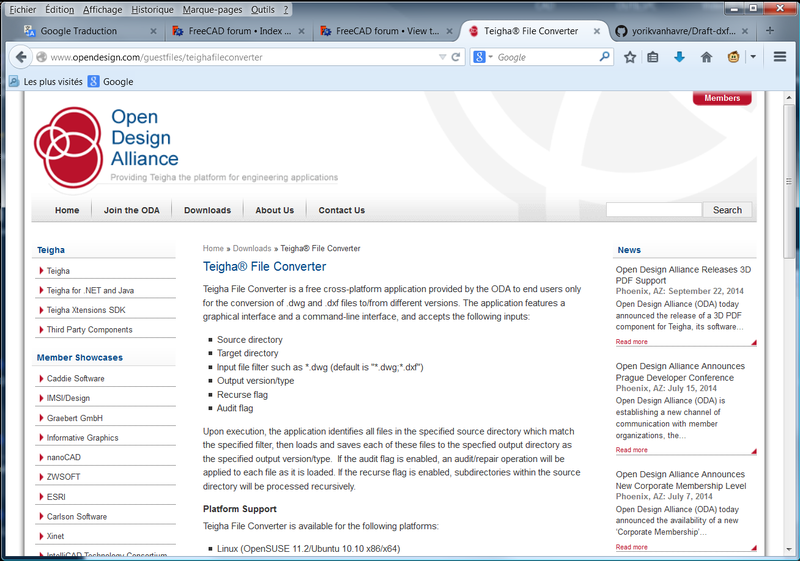 Fichier Édition Affichage Historique Marque-pages Outils ?
Google Traduction
FreeCAD forum • Index ...
FreeCAD forum • View t...
Teigha® File Converter
yorikvanhavre/Draft-dxf...
www.opendesign.com/guestfiles/teighafileconverter
Google
Les plus visités
Google
Members
Open
Design
Alliance
Providing Teigha the platform for engineering applications
Home
Join the ODA
Downloads
About Us
Contact Us
Search
Teigha
Teigha
Teigha for .NET and Java
Teigha Xtensions SDK
Third Party Components
Member Showcases
Caddie Software
IMSI/Design
Graebert GmbH
Informative Graphics
nanoCAD
ZWSOFT
ESRI
Carlson Software
Xinet
IntelliCAD Technology Consortium
Home » Downloads » Teigha® File Converter
Teigha® File Converter
Teigha File Converter is a free cross-platform application provided by the ODA to end users only
for the conversion of .dwg and .dxf files to/from different versions. The application features a
graphical interface and a command-line interface, and accepts the following inputs:
Source directory
Target directory
Input file filter such as *.dwg (default is "*.dwg;*.dxf")
Output version/type
Recurse flag
Audit flag
Upon execution, the application identifies all files in the specified source directory which match
the specified filter, then loads and saves each of these files to the specfied output directory as
the specified output version/type. If the audit flag is enabled, an audit/repair operation will be
applied to each file as it is loaded. If the recurse flag is enabled, subdirectories within the source
directory will be processed recursively.
Platform Support
Teigha File Converter is available for the following platforms:
Linux (OpenSUSE 11.2/Ubuntu 10.10 x86/x64)
News
Open Design Alliance Releases 3D
PDF Support
Phoenix, AZ: September 22, 2014
Open Design Alliance (ODA) today
announced the release of a 3D PDF
component for Teigha, its software...
Read more
Open Design Alliance Announces
Prague Developer Conference
Phoenix, AZ: July 15, 2014
Open Design Alliance (ODA) is
establishing a new channel of
communication with member
organizations, the...
Read more
Open Design Alliance Announces
New Corporate Membership Level
Phoenix, AZ: July 7, 2014
Open Design Alliance (ODA) today
announced the availability of a new
'Corporate Membership'...
Read more